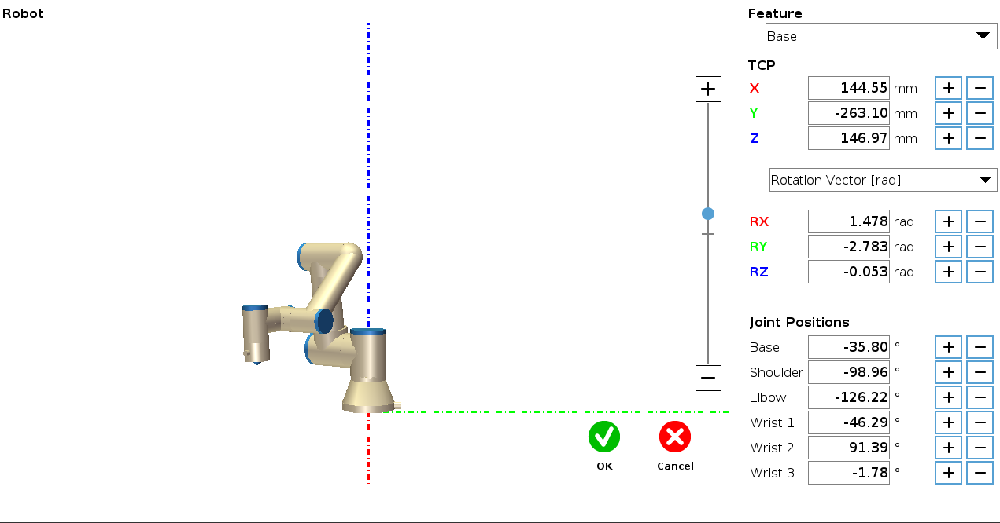 Robot
Feature
Base
TCP
X 144.55 mm + −
Y -263.10 mm + −
Z 146.97 mm + −
Rotation Vector [rad]
RX 1.478 rad + −
RY -2.783 rad + −
RZ -0.053 rad + −
Joint Positions
Base -35.80 ° + −
Shoulder -98.96 ° + −
Elbow -126.22 ° + −
Wrist 1 -46.29 ° + −
Wrist 2 91.39 ° + −
Wrist 3 -1.78 ° + −
+
−
OK
Cancel